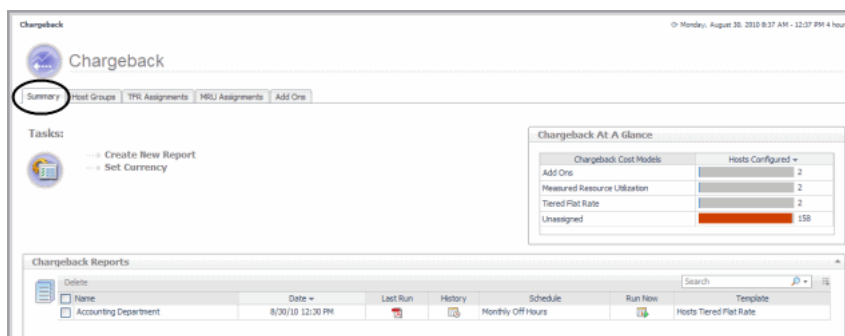 Chargeback
Monday, August 30, 2010 8:37 AM - 12:37 PM 4 hour
Chargeback
Summary Host Groups TFR Assignments MRU Assignments Add Ons
Tasks:
Create New Report
Set Currency
Chargeback At A Glance
Chargeback Cost Models Hosts Configured
Add Ons 2
Measured Resource Utilization 2
Tiered Flat Rate 2
Unassigned 158
Chargeback Reports
Delete Search
Name Date Last Run History Schedule Run Now Template
Accounting Department 8/30/10 12:30 PM Monthly Off Hours Hosts Tiered Flat Rate